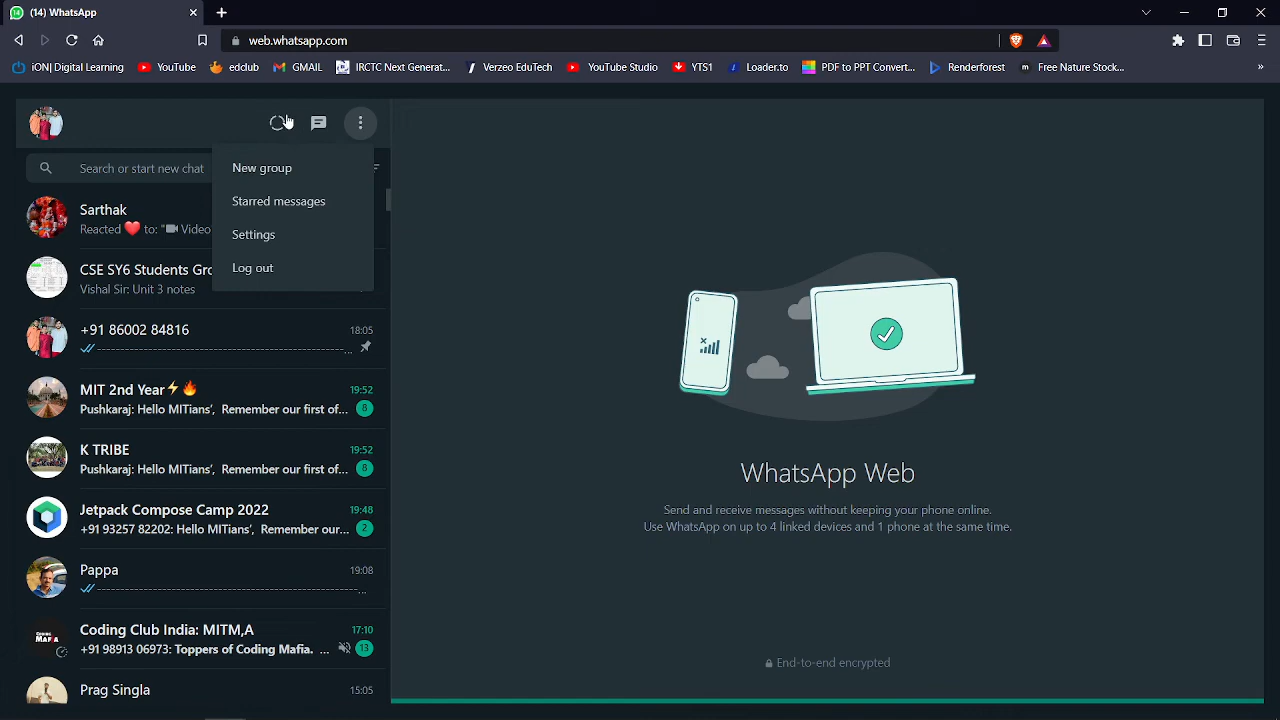 (14) WhatsApp
web.whatsapp.com
iON| Digital Learning
YouTube
edclub
GMAIL
IRCTC Next Generat...
Verzeo EduTech
YouTube Studio
YTS1
Loader.to
PDF to PPT Convert...
Renderforest
Free Nature Stock...
»
Search or start new chat
New group
Starred messages
Settings
Log out
Sarthak
Reacted ❤️ to: Video
CSE SY6 Students Gro
Vishal Sir: Unit 3 notes
+91 86002 84816
18:05
MIT 2nd Year⚡🔥
19:52
Pushkaraj: Hello MITians', Remember our first of...
8
K TRIBE
19:52
Pushkaraj: Hello MITians', Remember our first of...
8
Jetpack Compose Camp 2022
19:48
+91 93257 82202: Hello MITians', Remember our...
2
Pappa
19:08
Coding Club India: MITM,A
17:10
+91 98913 09973: Toppers of Coding Mafia. ...
13
Prag Singla
15:05
WhatsApp Web
Send and receive messages without keeping your phone online.
Use WhatsApp on up to 4 linked devices and 1 phone at the same time.
End-to-end encrypted